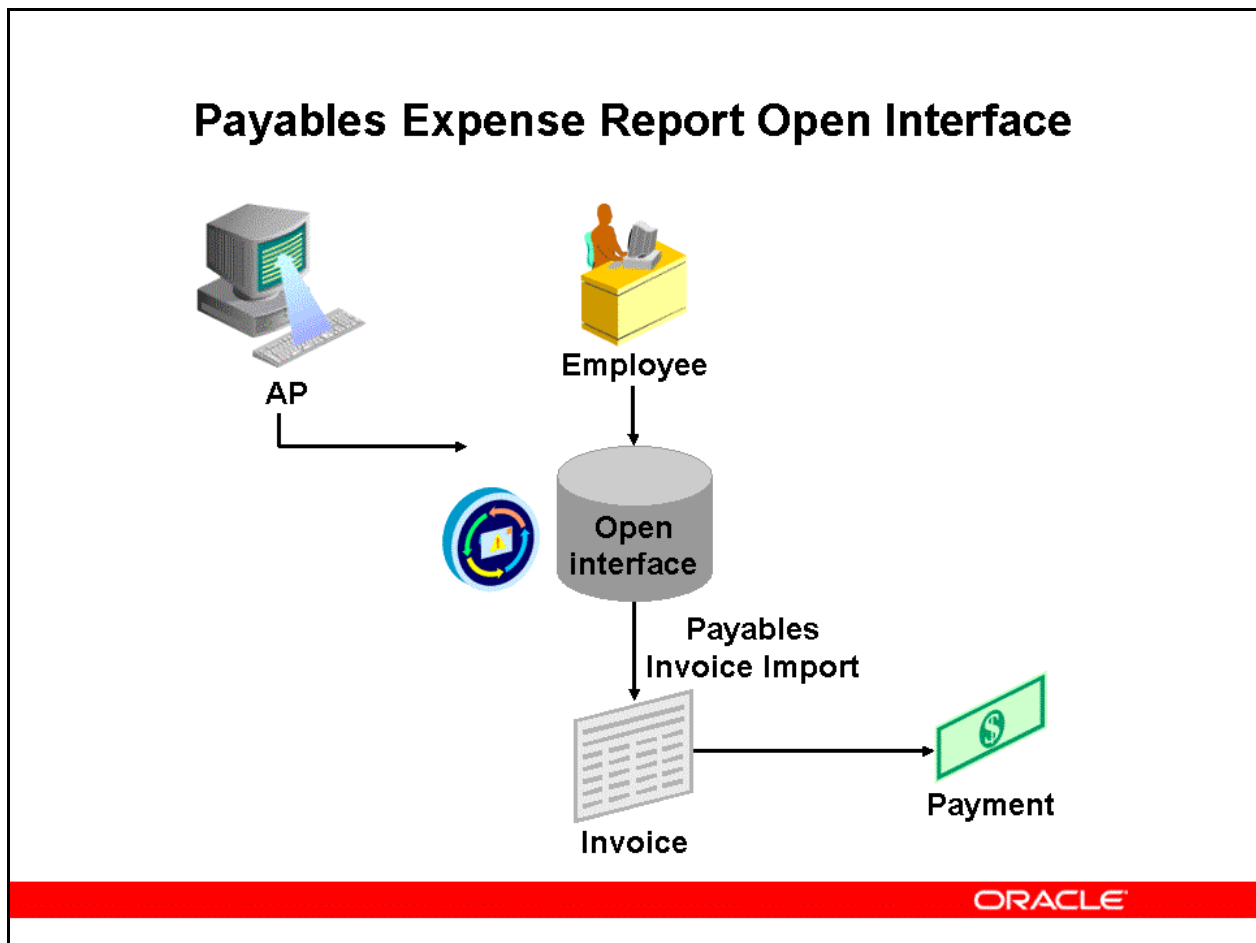 Payables Expense Report Open Interface
AP
Employee
Open
interface
Payables
Invoice Import
Invoice
Payment
ORACLE